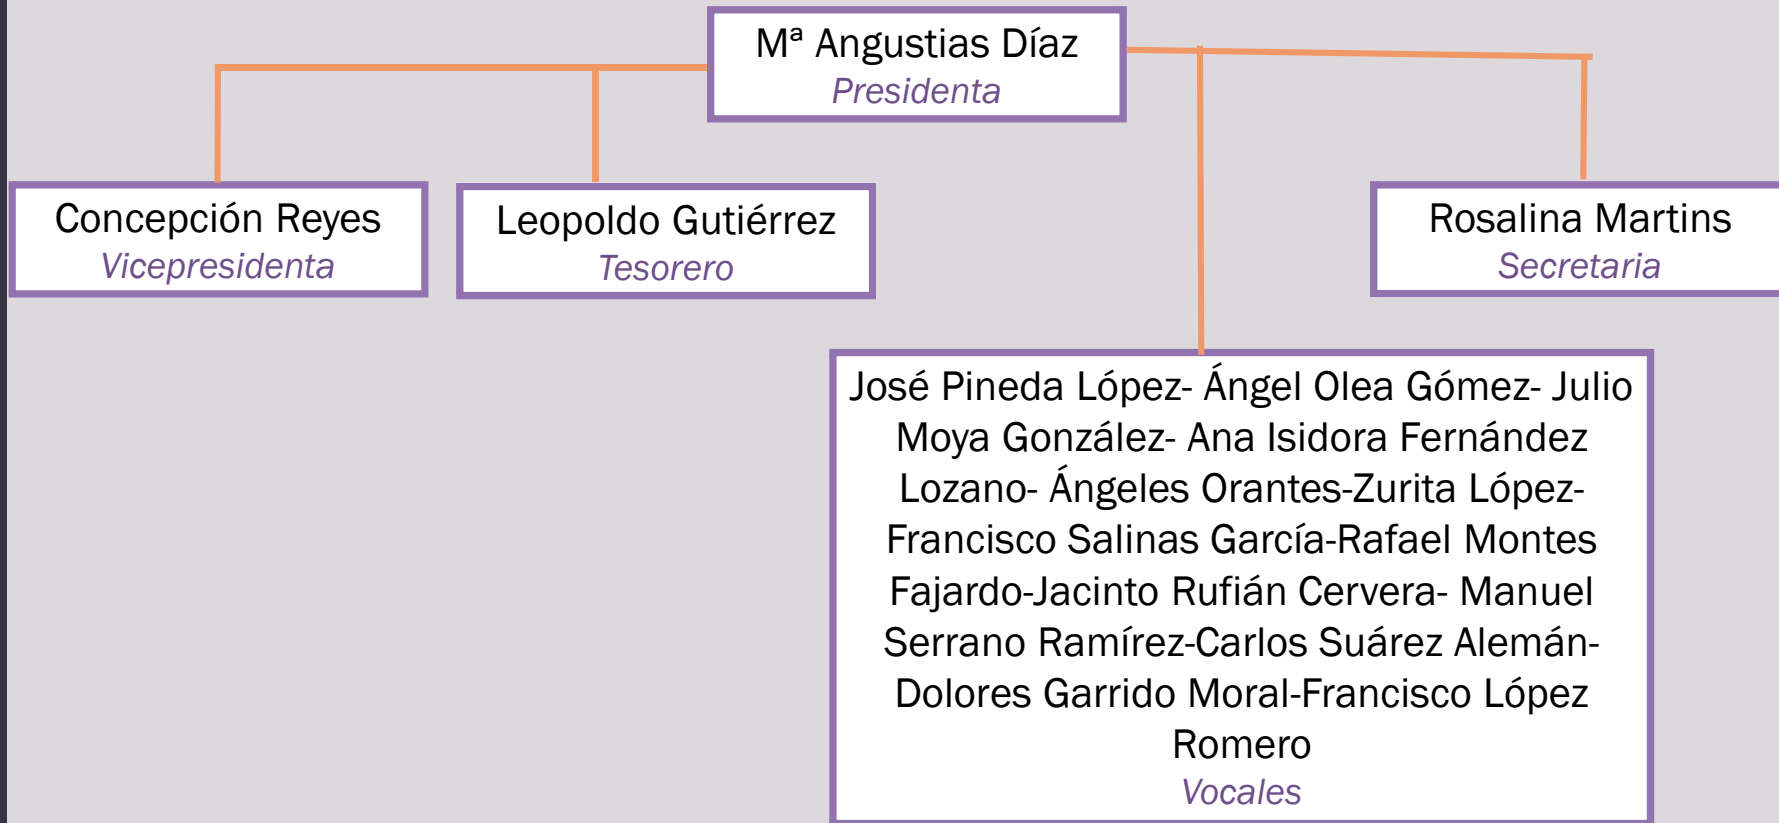 Mª Angustias Díaz
Presidenta
Concepción Reyes
Vicepresidenta
Leopoldo Gutiérrez
Tesorero
Rosalina Martins
Secretaria
José Pineda López- Ángel Olea Gómez- Julio
Moya González- Ana Isidora Fernández
Lozano- Ángeles Orantes-Zurita López-
Francisco Salinas García-Rafael Montes
Fajardo-Jacinto Rufián Cervera- Manuel
Serrano Ramírez-Carlos Suárez Alemán-
Dolores Garrido Moral-Francisco López
Romero
Vocales